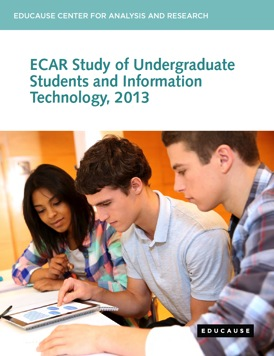 EDUCAUSE CENTER FOR ANALYSIS AND RESEARCH
ECAR Study of Undergraduate
Students and Information
Technology, 2013
EDUCAUSE